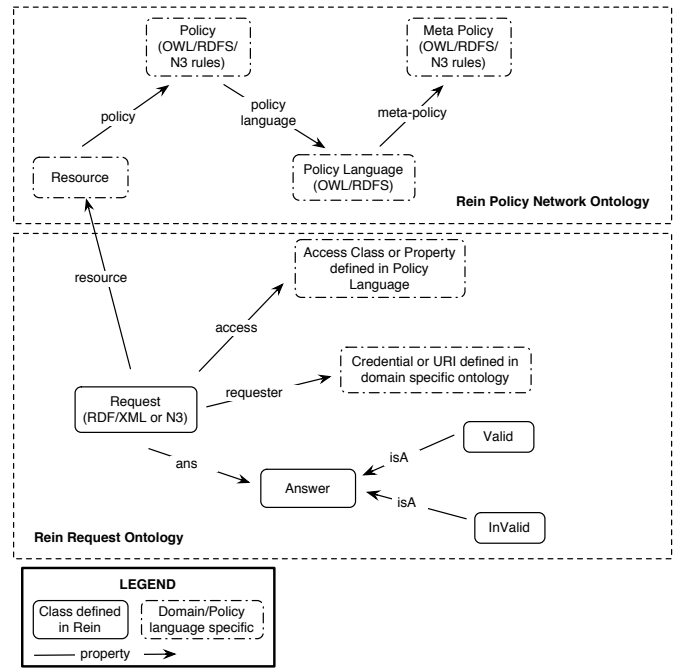 Policy
(OWL/RDFS/
N3 rules)
Meta Policy
(OWL/RDFS/
N3 rules)
policy
policy
language
meta-policy
Resource
Policy Language
(OWL/RDFS)
Rein Policy Network Ontology
resource
Access Class or Property
defined in Policy
Language
access
Credential or URI defined in
domain specific ontology
requester
Request
(RDF/XML or N3)
Valid
isA
ans
Answer
isA
InValid
Rein Request Ontology
LEGEND
Class defined
in Rein
Domain/Policy
language specific
property